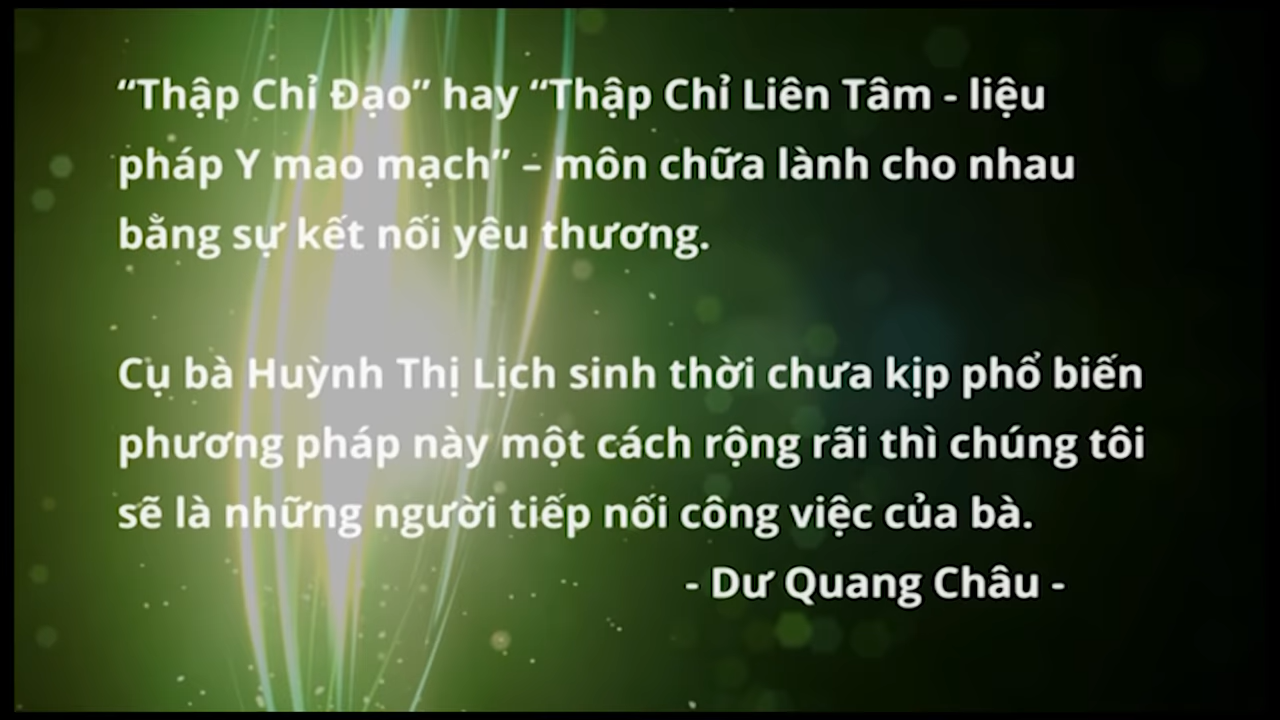 “Thập Chỉ Đạo” hay “Thập Chỉ Liên Tâm - liệu
pháp Y mao mạch” – môn chữa lành cho nhau
bằng sự kết nối yêu thương.
Cụ bà Huỳnh Thị Lịch sinh thời chưa kịp phổ biến
phương pháp này một cách rộng rãi thì chúng tôi
sẽ là những người tiếp nối công việc của bà.
- Dư Quang Châu -